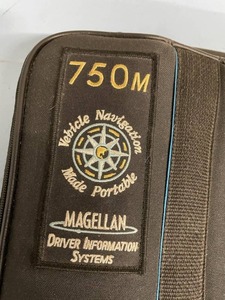 750M
Vehicle Navigation
Made Portable
MAGELLAN
DRIVER INFORMATION
SYSTEMS